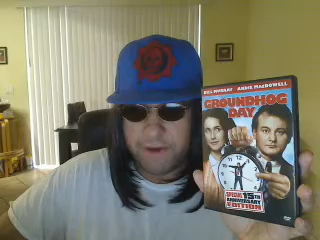 BILL MURRAY ANDIE MACDOWELL
GROUNDHOG
DAY
SPECIAL 15TH
ANNIVERSARY
EDITION